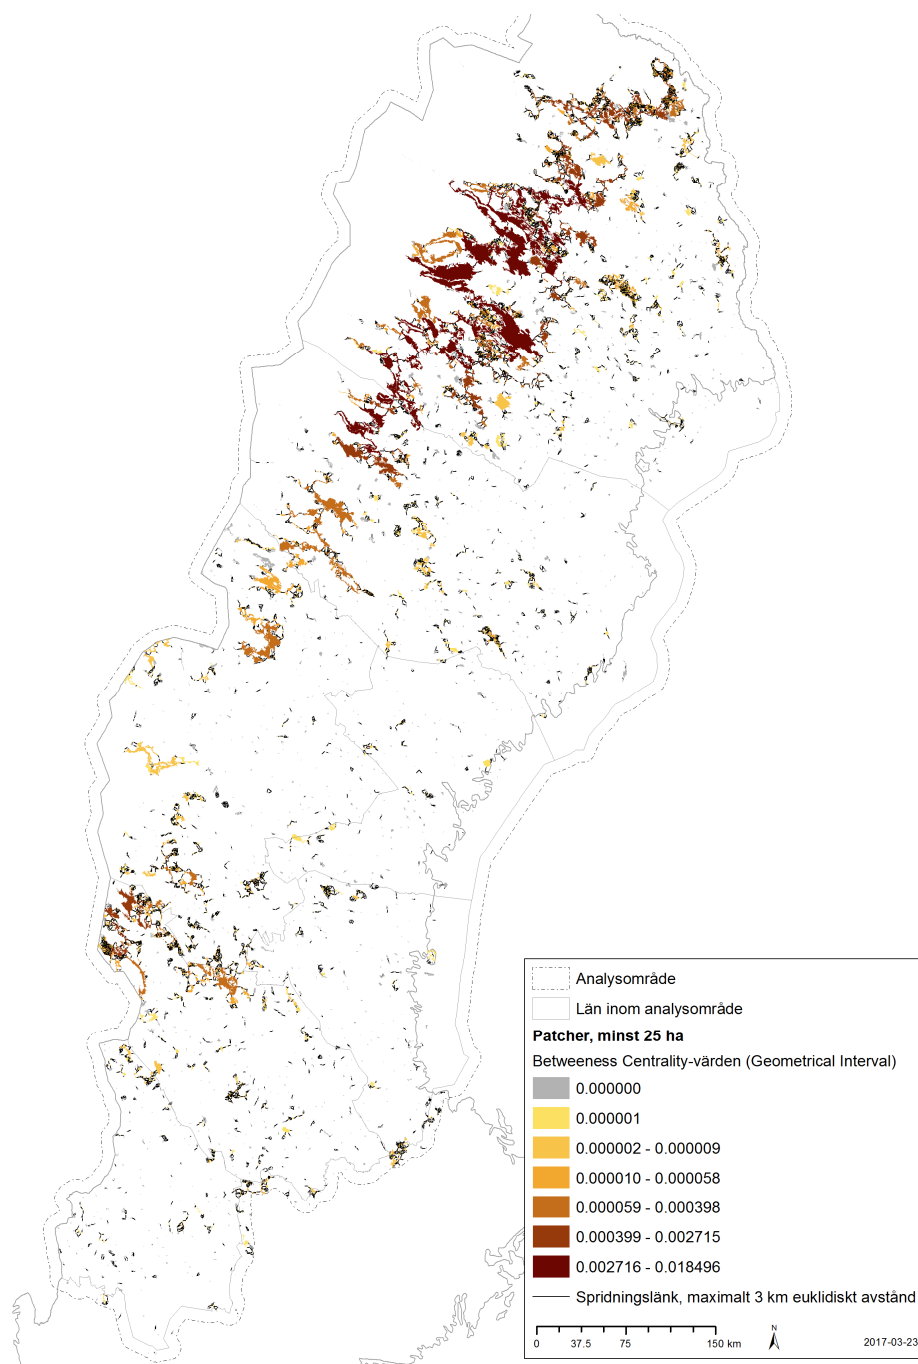 Analysområde
Län inom analysområde
Patcher, minst 25 ha
Betweeness Centrality-värden (Geometrical Interval)
0.000000
0.000001
0.000002 - 0.000009
0.000010 - 0.000058
0.000059 - 0.000398
0.000399 - 0.002715
0.002716 - 0.018496
Spridningslänk, maximalt 3 km euklidiskt avstånd
N
0 37.5 75 150 km
2017-03-23